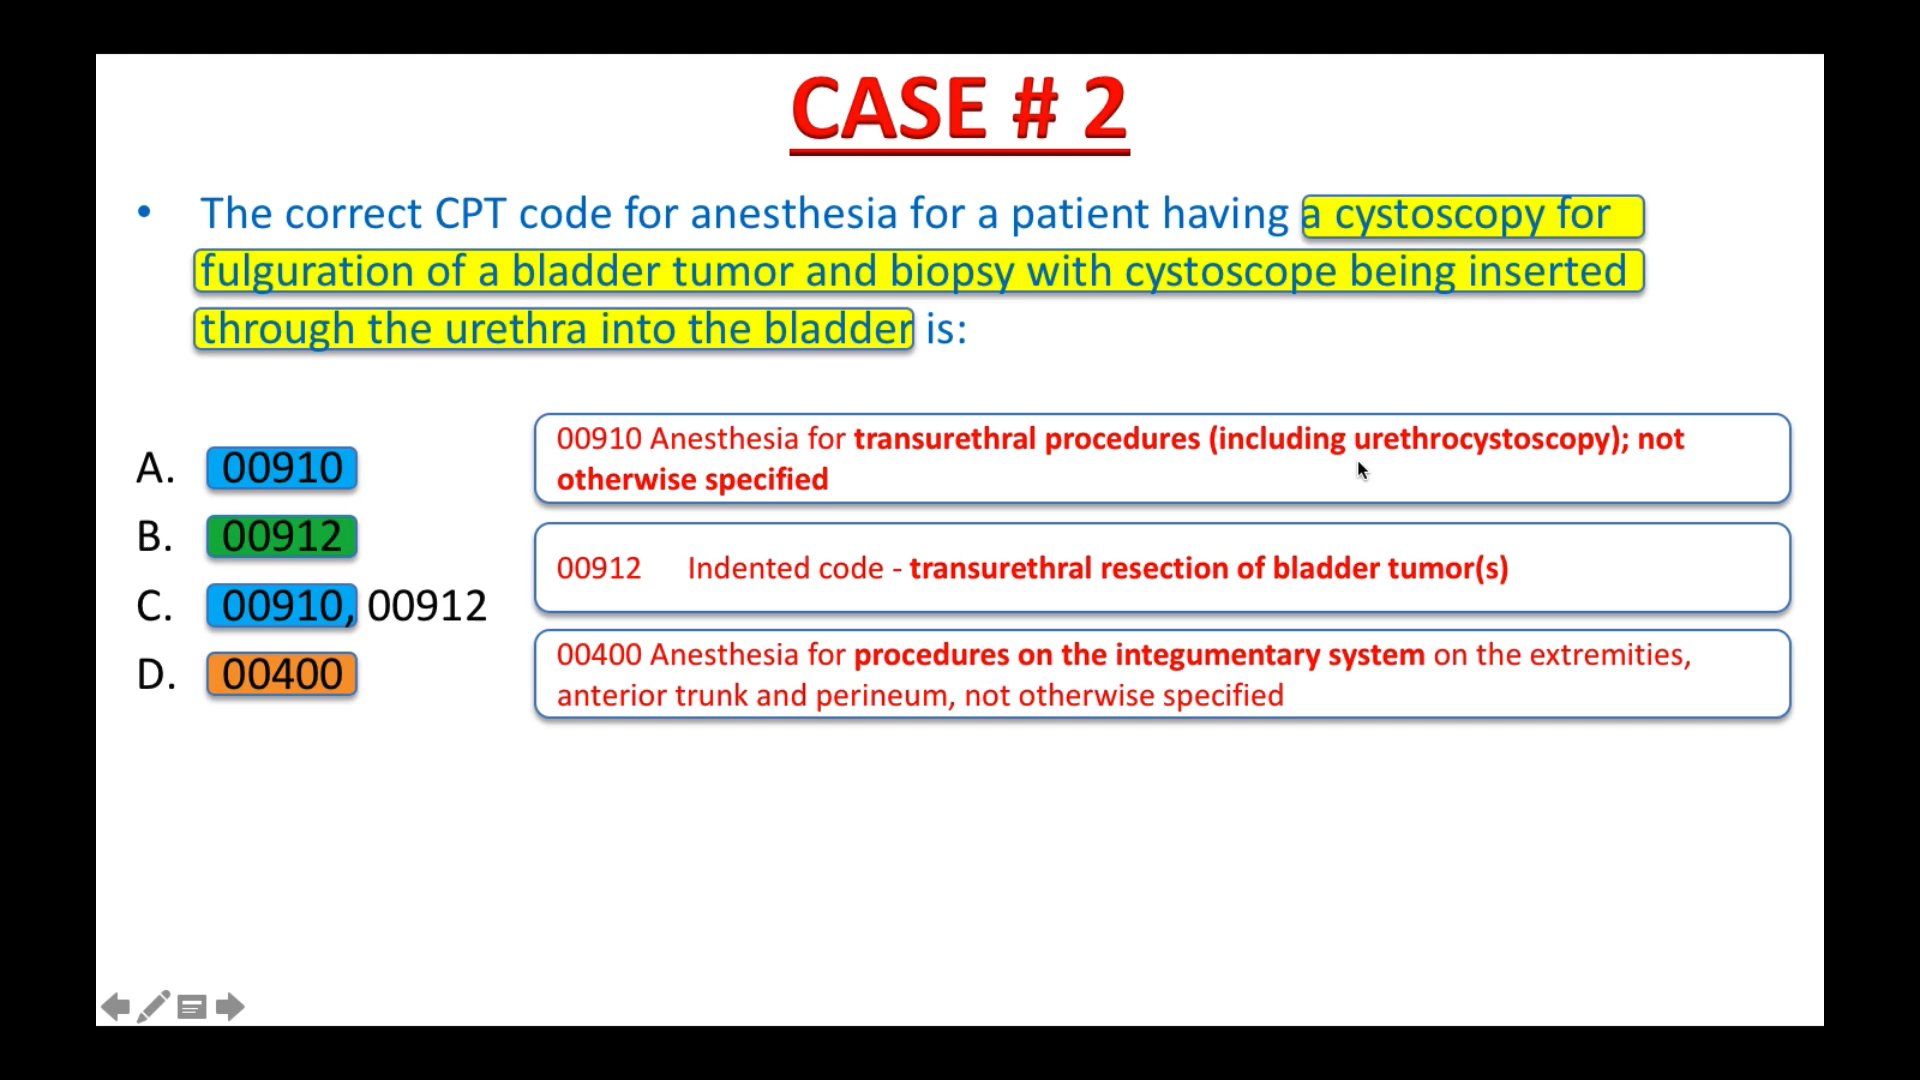 CASE # 2
• The correct CPT code for anesthesia for a patient having a cystoscopy for
fulguration of a bladder tumor and biopsy with cystoscope being inserted
through the urethra into the bladder is:
A. 00910
B. 00912
C. 00910, 00912
D. 00400
00910 Anesthesia for transurethral procedures (including urethrocystoscopy); not
otherwise specified
00912 Indented code - transurethral resection of bladder tumor(s)
00400 Anesthesia for procedures on the integumentary system on the extremities,
anterior trunk and perineum, not otherwise specified